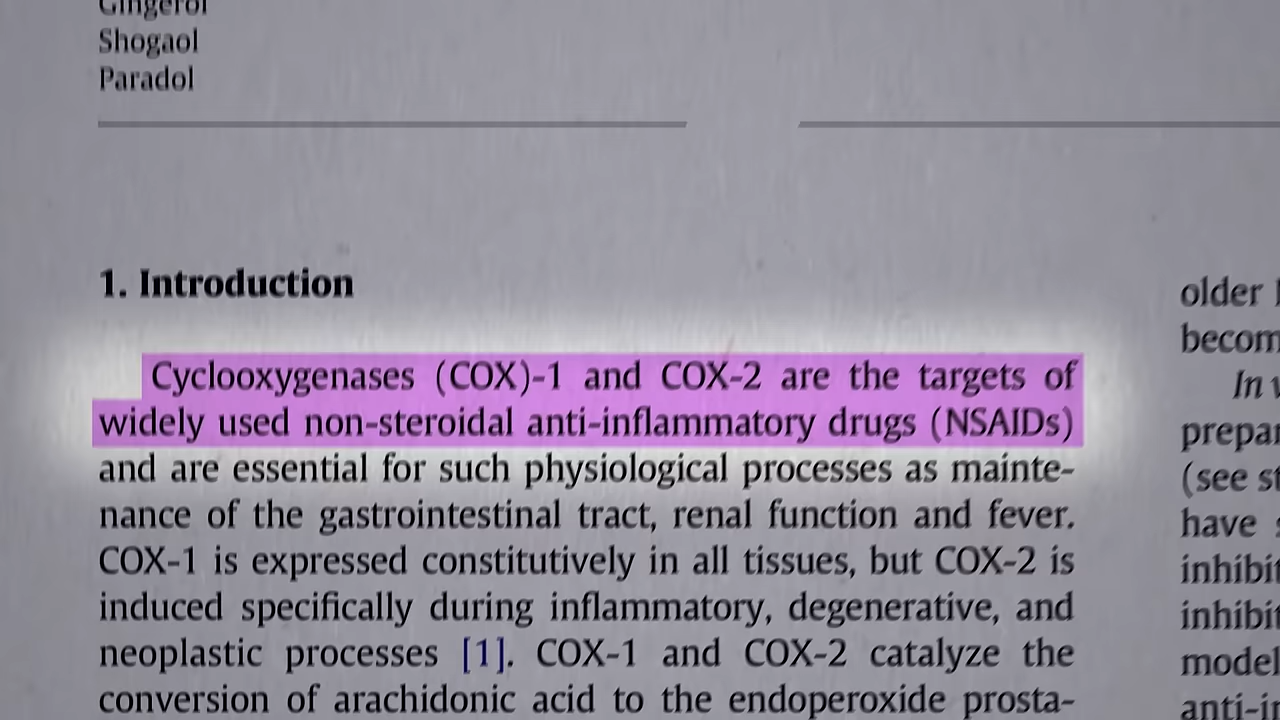 Gingerol
Shogaol
Paradol
1. Introduction
Cyclooxygenases (COX)-1 and COX-2 are the targets of
widely used non-steroidal anti-inflammatory drugs (NSAIDs)
and are essential for such physiological processes as mainte-
nance of the gastrointestinal tract, renal function and fever.
COX-1 is expressed constitutively in all tissues, but COX-2 is
induced specifically during inflammatory, degenerative, and
neoplastic processes [1]. COX-1 and COX-2 catalyze the
conversion of arachidonic acid to the endoperoxide prosta-
older
becom
In
prepar
(see st
have
inhibit
inhibit
model
anti-in